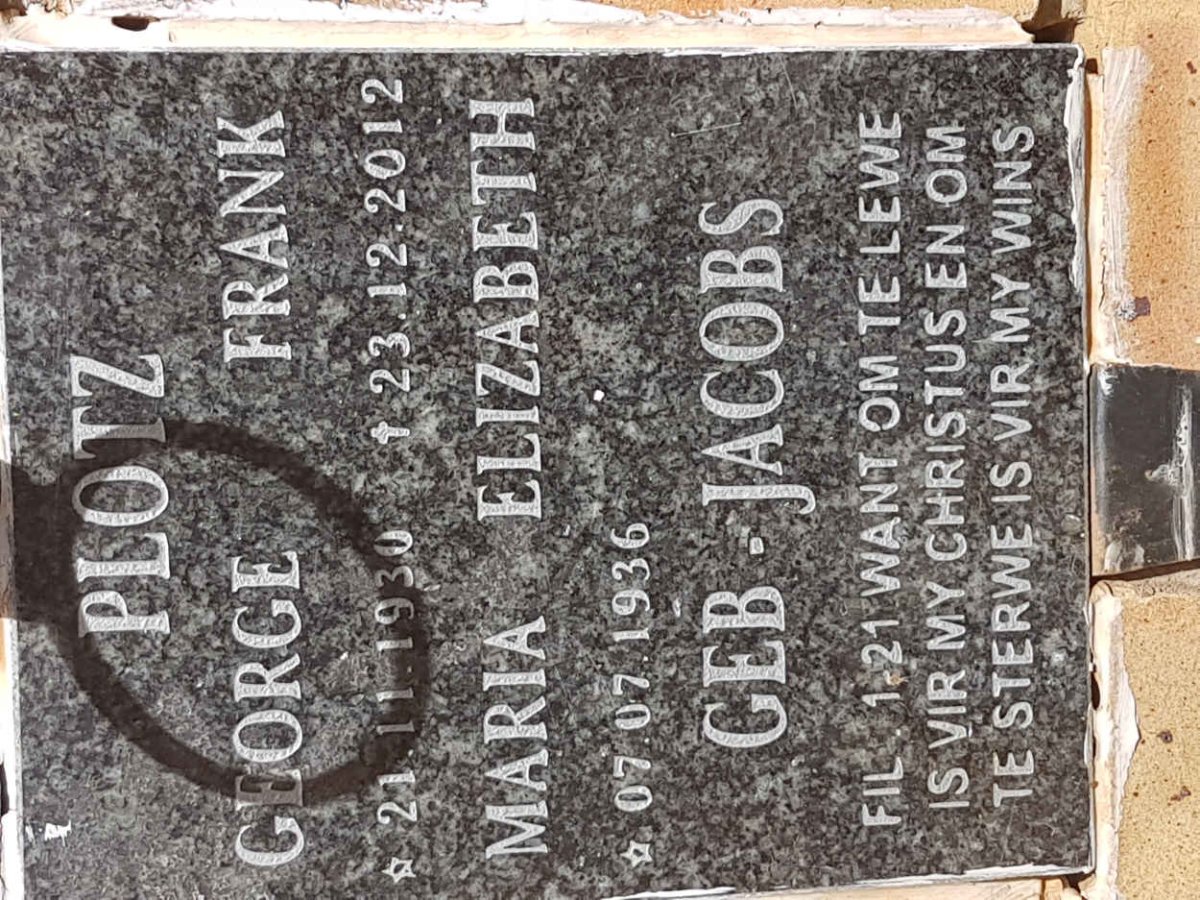 PLOTZ
GEORGE FRANK
☆ 21.11.1930 † 23.12.2012
MARIA ELIZABETH
☆ 07 07 1936
GEB - JACOBS
FIL 1:21 WANT OM TE LEWE
IS VIR MY CHRISTUS EN OM
TE STERWE IS VIR MY WINS